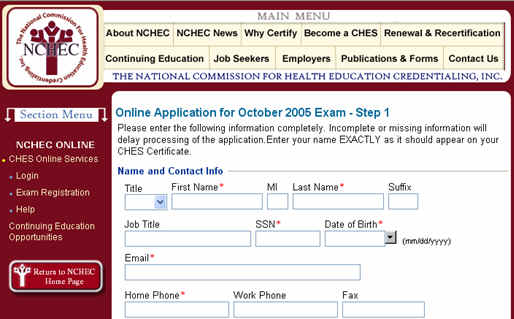 MAIN MENU
About NCHEC NCHEC News Why Certify Become a CHES Renewal & Recertification
Continuing Education Job Seekers Employers Publications & Forms Contact Us
THE NATIONAL COMMISSION FOR HEALTH EDUCATION CREDENTIALING, INC.
The National Commission For Health Education Credentialing, Inc.
NCHEC
Section Menu
NCHEC ONLINE
CHES Online Services
Login
Exam Registration
Help
Continuing Education
Opportunities
Return to NCHEC
Home Page
Online Application for October 2005 Exam - Step 1
Please enter the following information completely. Incomplete or missing information will
delay processing of the application.Enter your name EXACTLY as it should appear on your
CHES Certificate.
Name and Contact Info
Title First Name* MI Last Name* Suffix
Job Title SSN* Date of Birth*
(mm/dd/yyyy)
Email*
Home Phone* Work Phone Fax